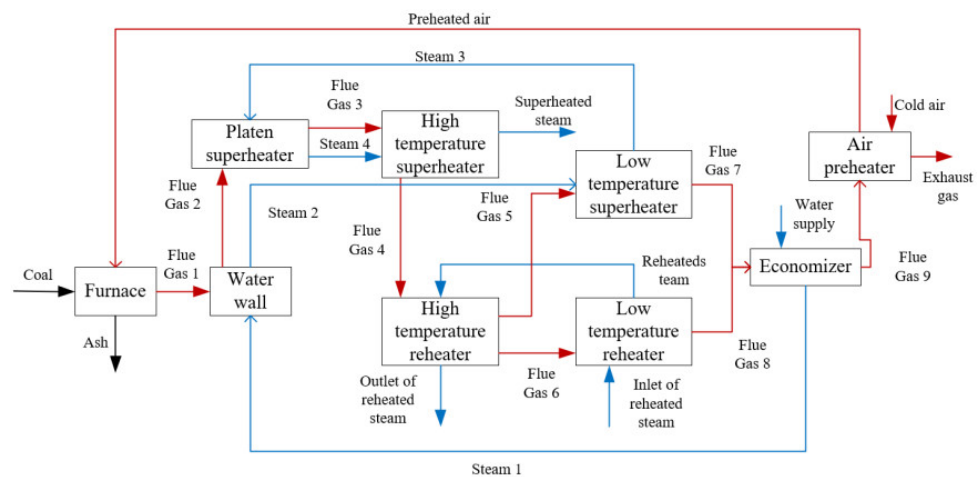 Preheated air
Steam 3
Flue
Gas 3
Superheated
steam
Cold air
Platen
superheater
Steam 4
High
temperature
superheater
Air
preheater
Low
temperature
superheater
Flue
Gas 7
Exhaust
gas
Flue
Gas 2
Steam 2
Flue
Gas 5
Water
supply
Flue
Gas 4
Coal
Flue
Gas 1
Furnace
Water
wall
Reheateds
team
Economizer
Flue
Gas 9
High
temperature
reheater
Low
temperature
reheater
Ash
Flue
Gas 6
Flue
Gas 8
Outlet of
reheated
steam
Inlet of
reheated
steam
Steam 1